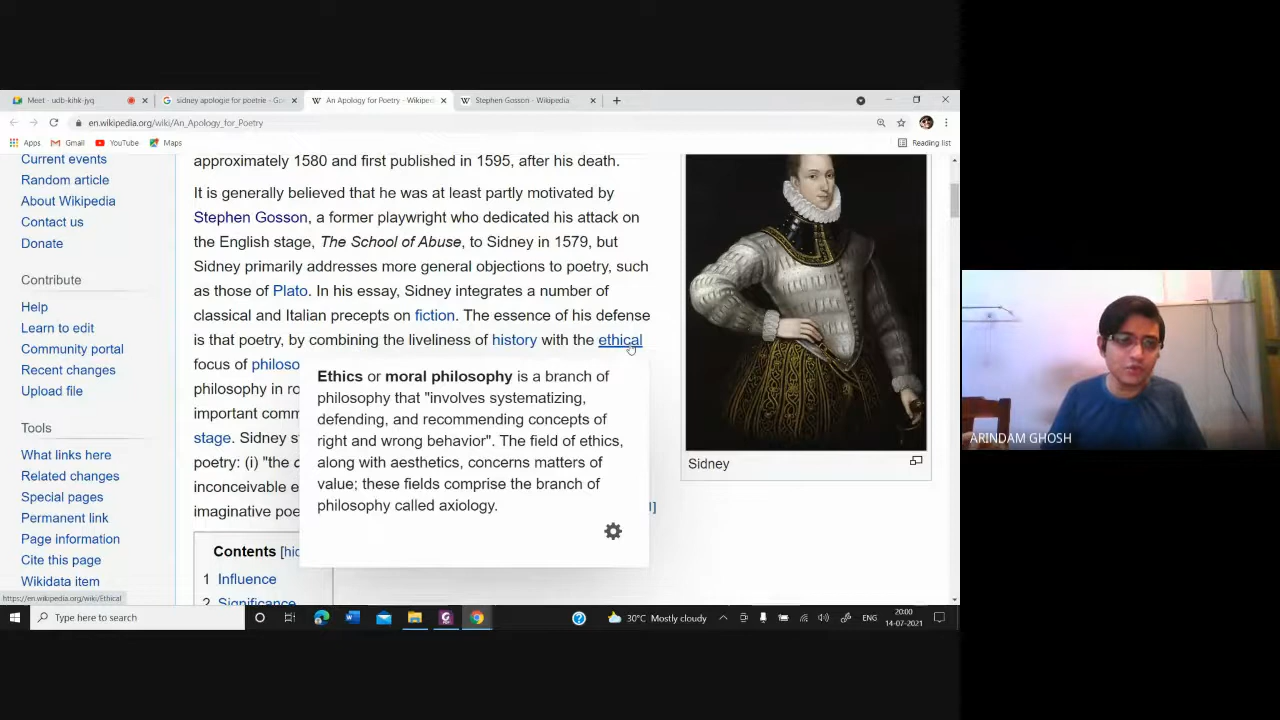 Meet - udb-kihk-jyq
sidney apologie for poetrie - Go
An Apology for Poetry - Wikiped
Stephen Gosson - Wikipedia
en.wikipedia.org/wiki/An_Apology_for_Poetry
Apps
Gmail
YouTube
Maps
Reading list
Current events
Random article
About Wikipedia
Contact us
Donate
Contribute
Help
Learn to edit
Community portal
Recent changes
Upload file
Tools
What links here
Related changes
Special pages
Permanent link
Page information
Cite this page
Wikidata item
approximately 1580 and first published in 1595, after his death.
It is generally believed that he was at least partly motivated by
Stephen Gosson, a former playwright who dedicated his attack on
the English stage, The School of Abuse, to Sidney in 1579, but
Sidney primarily addresses more general objections to poetry, such
as those of Plato. In his essay, Sidney integrates a number of
classical and Italian precepts on fiction. The essence of his defense
is that poetry, by combining the liveliness of history with the ethical
focus of philoso
philosophy in ro
important comm
stage. Sidney s
poetry: (i) "the
inconceivable e
imaginative poe
Ethics or moral philosophy is a branch of
philosophy that "involves systematizing,
defending, and recommending concepts of
right and wrong behavior". The field of ethics,
along with aesthetics, concerns matters of
value; these fields comprise the branch of
philosophy called axiology.
Contents [hid
1 Influence
2 Significance
Sidney
ARINDAM GHOSH
https://en.wikipedia.org/wiki/Ethical
Type here to search
30°C Mostly cloudy
ENG
20:00
14-07-2021